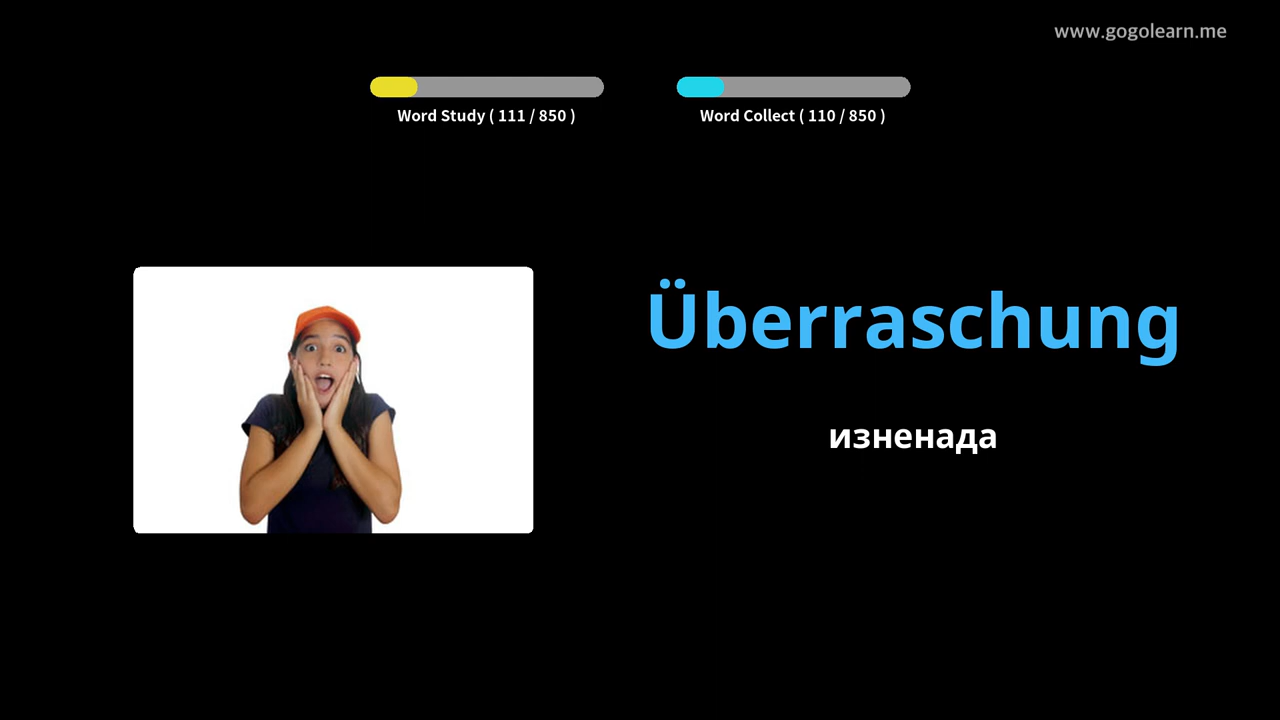 www.gogolearn.me
Word Study ( 111 / 850 )
Word Collect ( 110 / 850 )
Überraschung
изненада